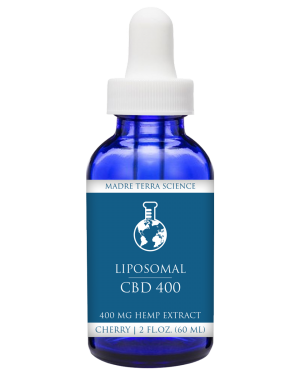 MADRE TERRA SCIENCE
LIPOSOMAL
CBD 400
400 MG HEMP EXTRACT
CHERRY | 2 FL.OZ. (60 ML)